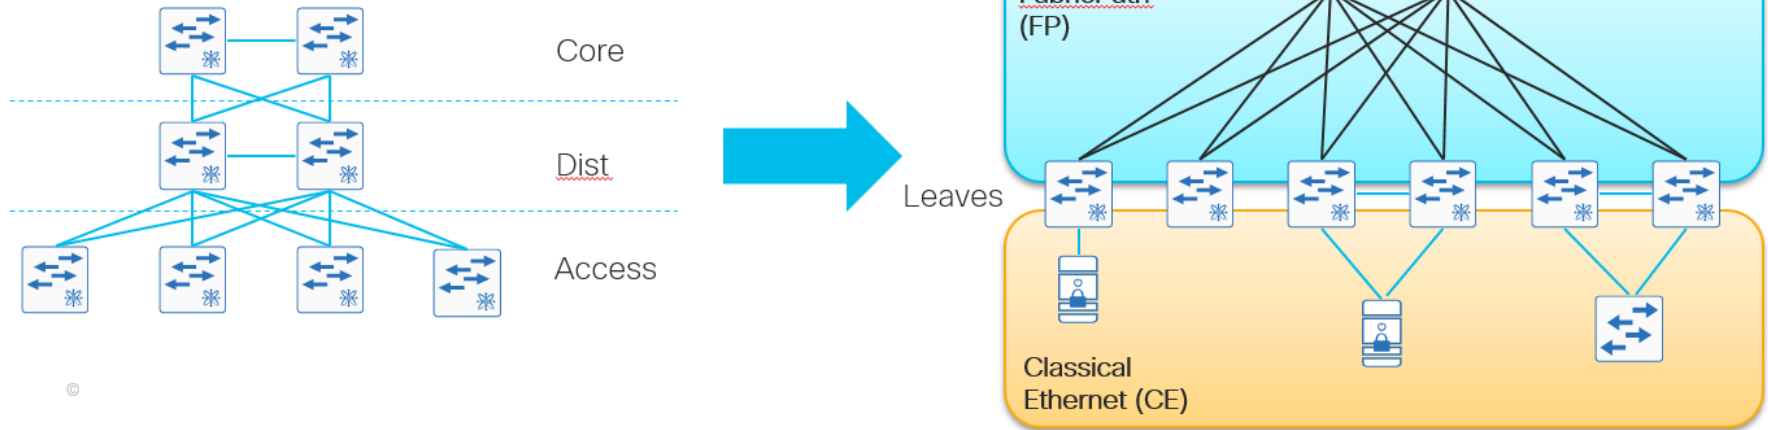 Core
Dist
Access
©
Leaves
(FP)
Classical
Ethernet (CE)